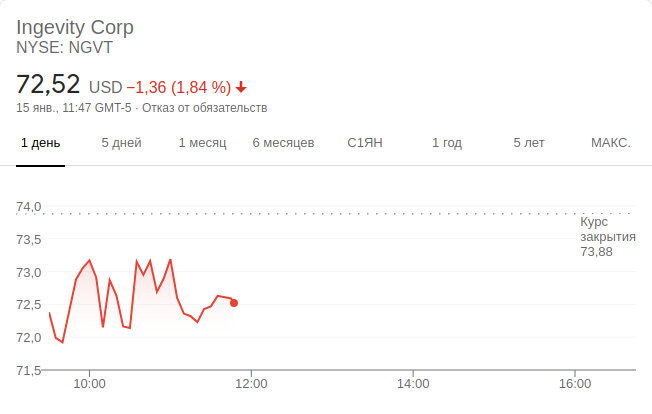 Ingevity Corp
NYSE: NGVT
72,52 USD −1,36 (1,84 %)
15 янв., 11:47 GMT-5 · Отказ от обязательств
1 день 5 дней 1 месяц 6 месяцев С1ЯН 1 год 5 лет МАКС.
74,0
Курс
закрытия
73,88
73,5
73,0
72,5
72,0
71,5
10:00 12:00 14:00 16:00